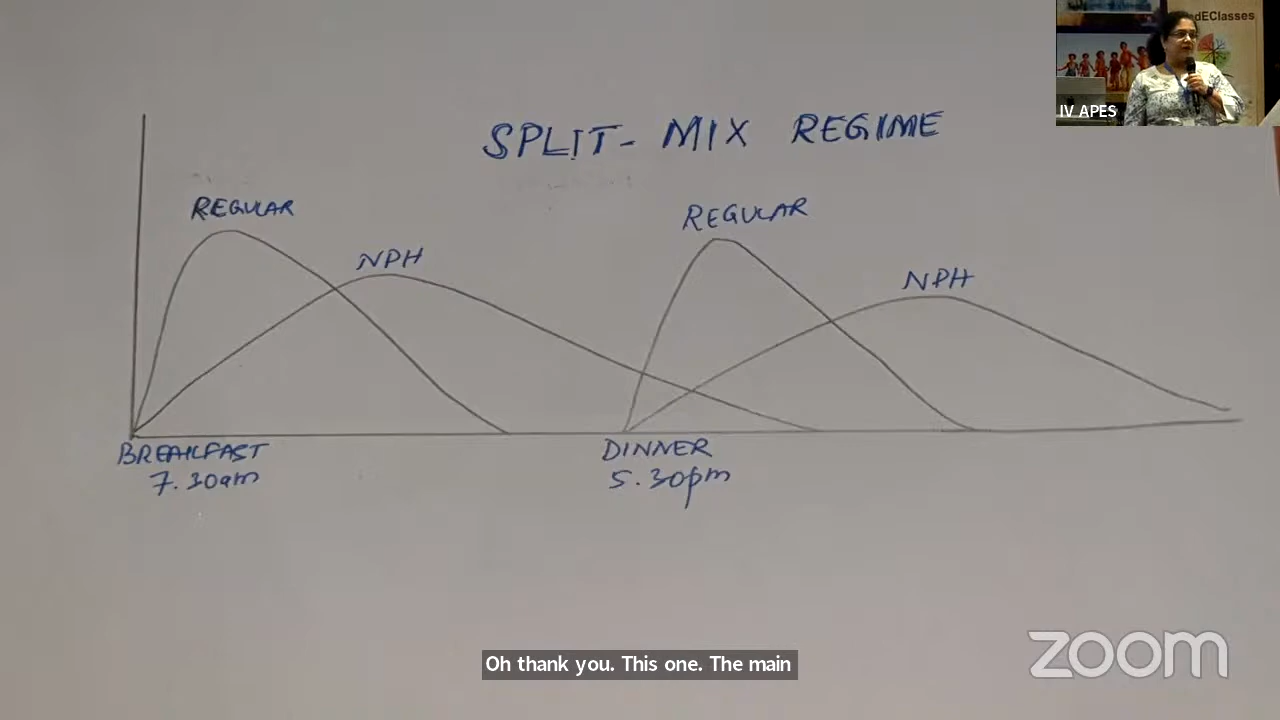 dEClasses
IV APES
SPLIT-MIX REGIME
REGULAR
NPH
REGULAR
NPH
BREAKFAST
7.30am
DINNER
5.30pm
Oh thank you. This one. The main
zoom